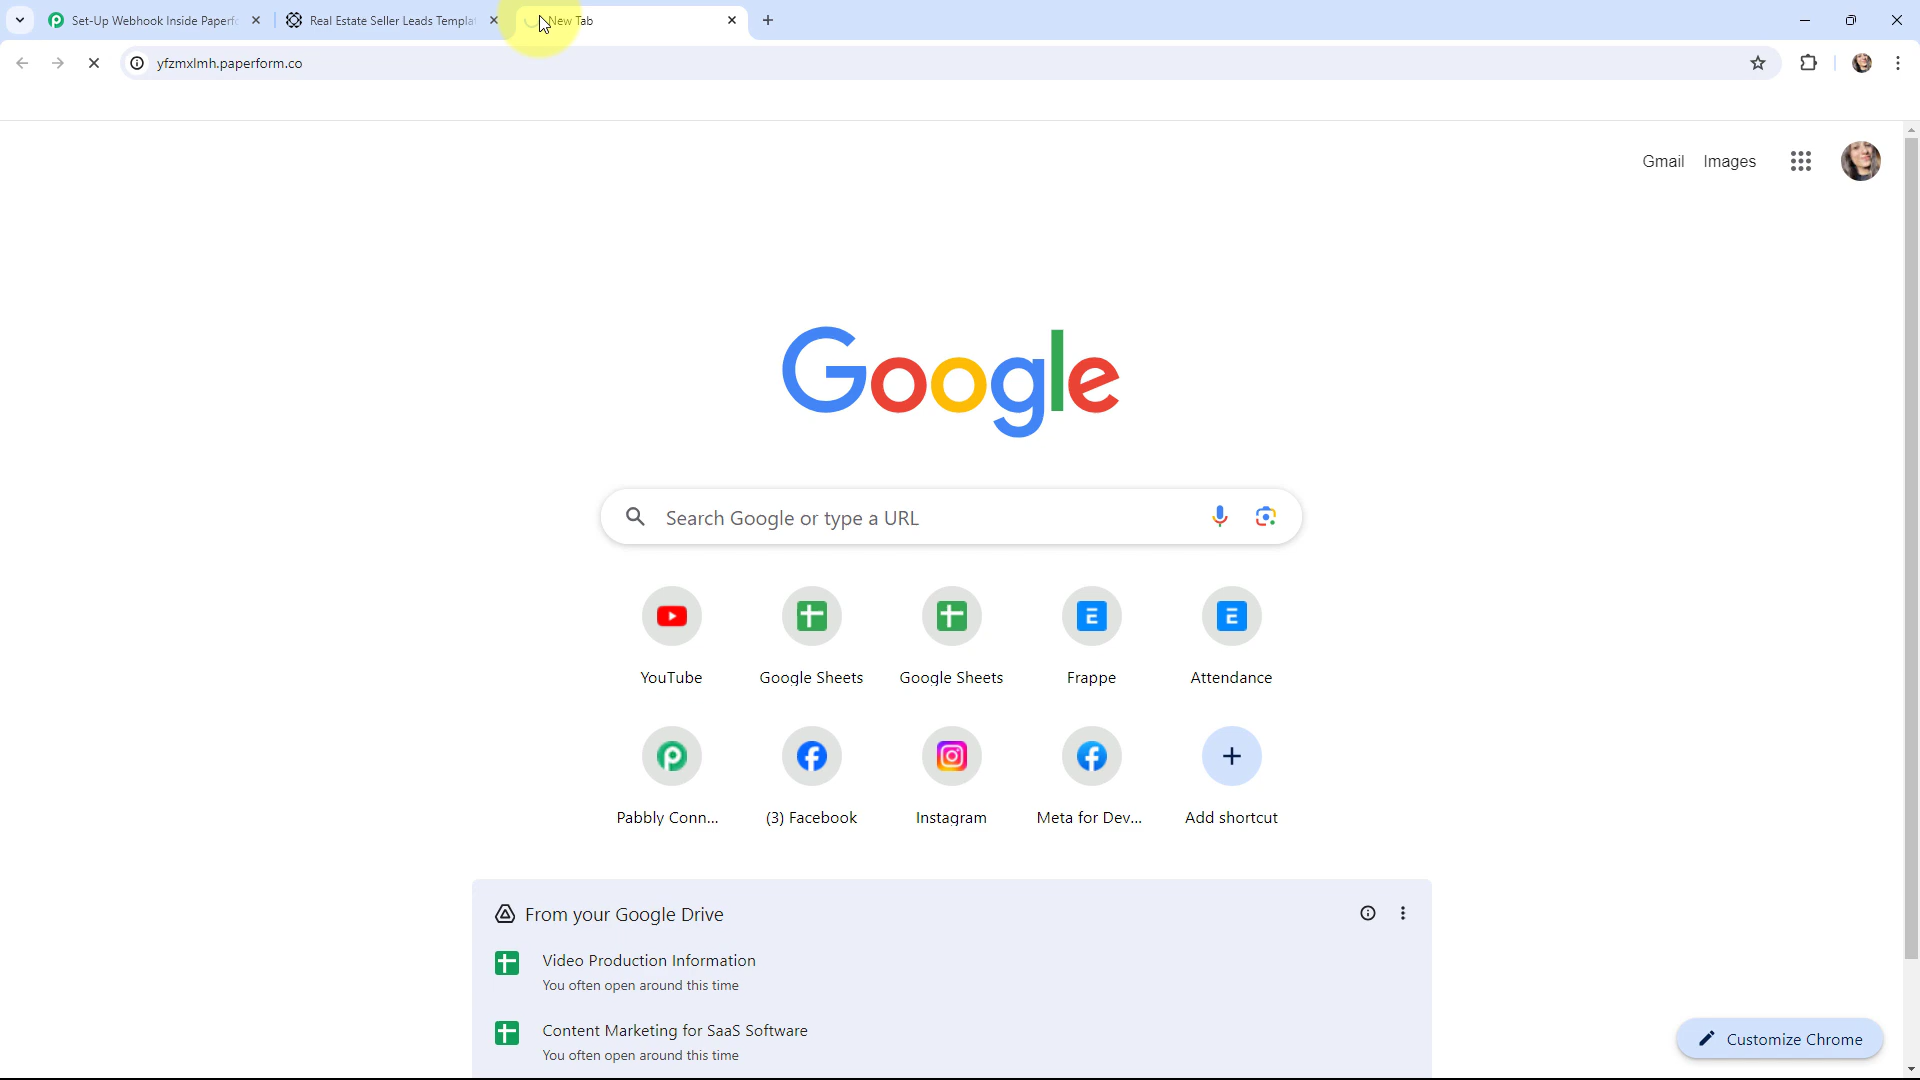 Set-Up Webhook Inside Paperfo
Real Estate Seller Leads Templat
New Tab
yfzmxlmh.paperform.co
Gmail
Images
Google
Search Google or type a URL
YouTube
Google Sheets
Google Sheets
Frappe
Attendance
Pabbly Conn...
(3) Facebook
Instagram
Meta for Dev...
Add shortcut
From your Google Drive
Video Production Information
You often open around this time
Content Marketing for SaaS Software
You often open around this time
Customize Chrome